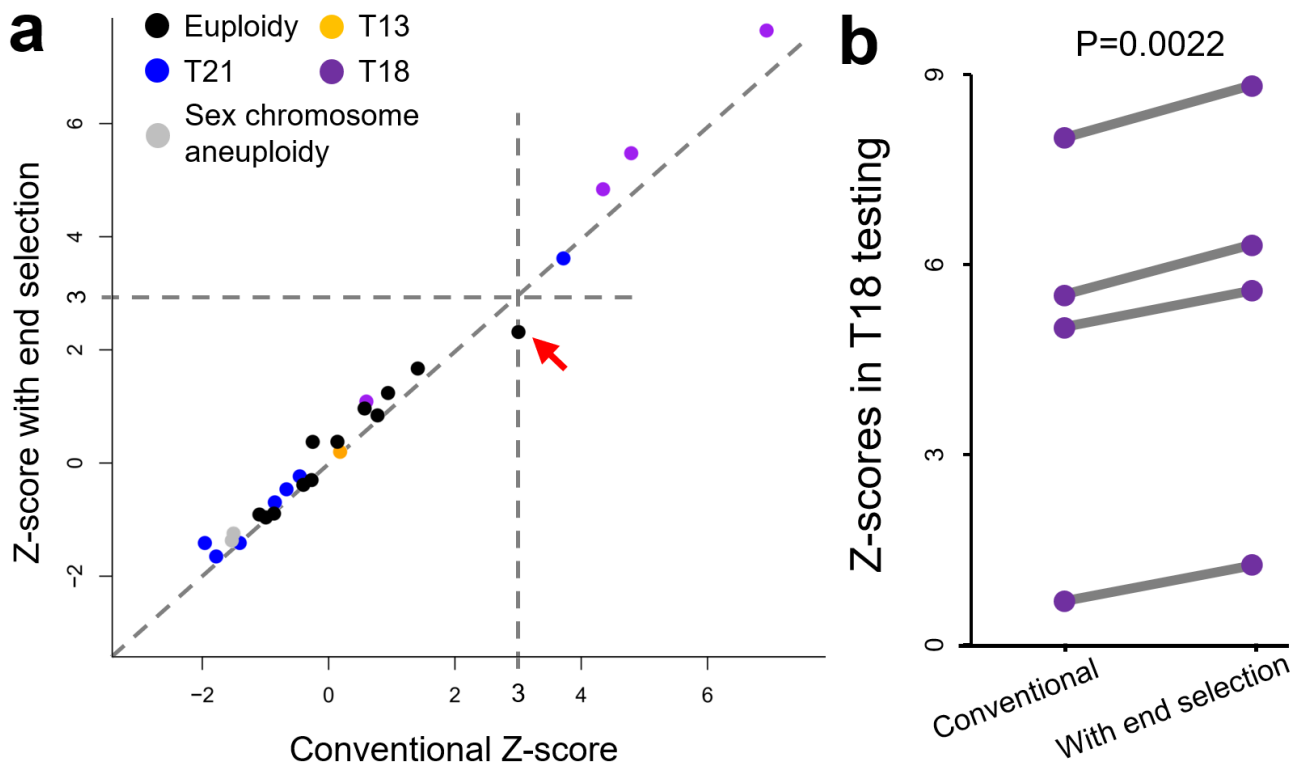 a
Euploidy
T13
T21
T18
Sex chromosome
aneuploidy
Z-score with end selection
6
4
3
2
0
−2
−2
0
2
3
4
6
Conventional Z-score
b
P=0.0022
Z-scores in T18 testing
9
6
3
0
Conventional
With end selection